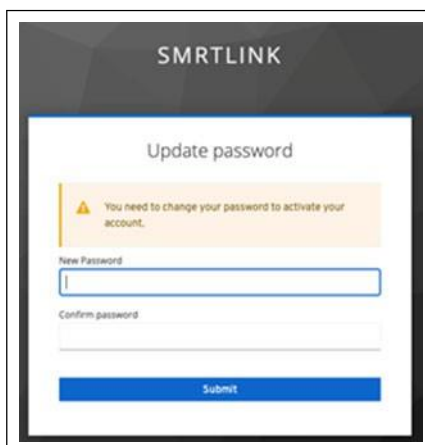 SMRTLINK
Update password
You need to change your password to activate your
account.
New Password
Confirm password
Submit